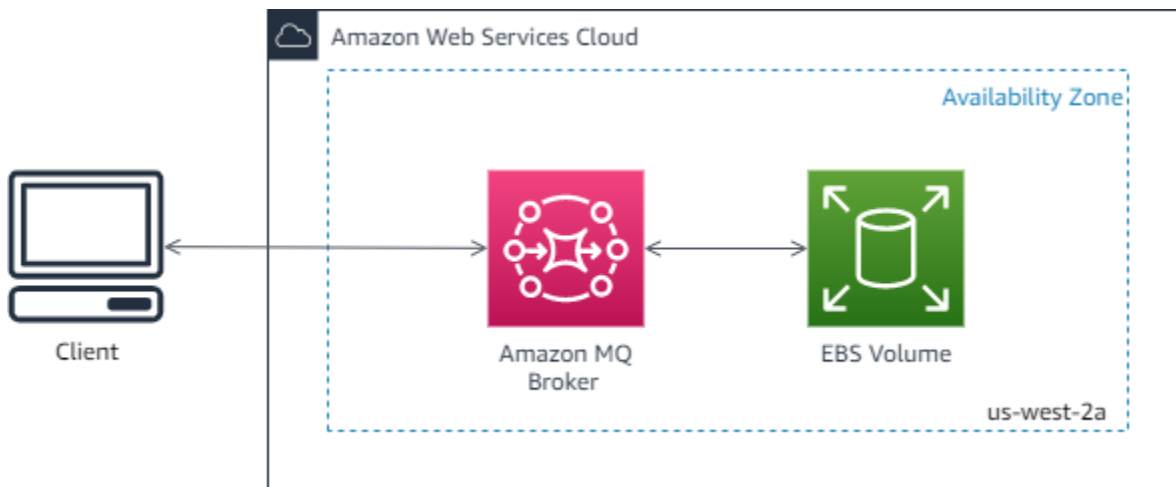 Amazon Web Services Cloud
Availability Zone
Client
Amazon MQ
Broker
EBS Volume
us-west-2a